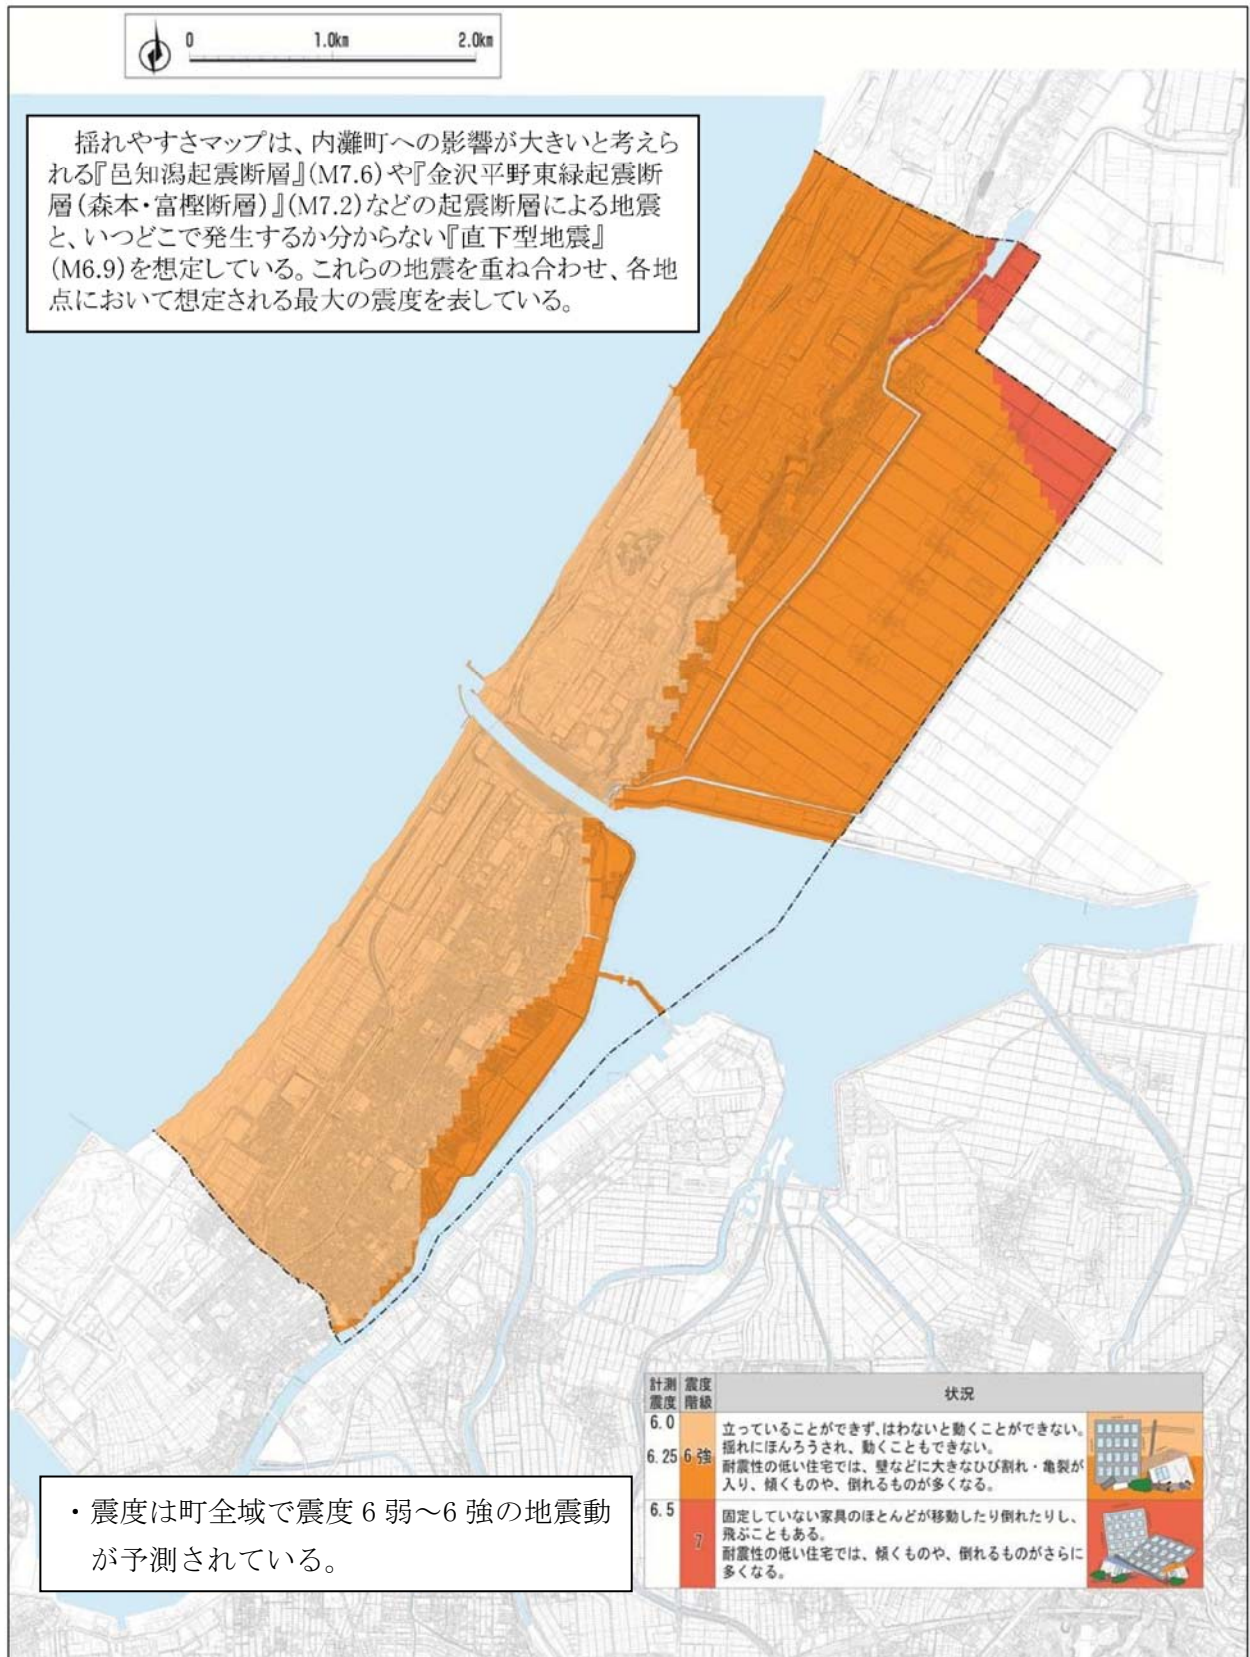 0 1.0km 2.0km
揺れやすさマップは、内灘町への影響が大きいと考えら
れる『邑知潟起震断層』(M7.6)や『金沢平野東縁起震断
層(森本・富樫断層)』(M7.2)などの起震断層による地震
と、いつどこで発生するか分からない『直下型地震』
(M6.9)を想定している。これらの地震を重ね合わせ、各地
点において想定される最大の震度を表している。
計測 震度 状況
震度 階級
6.0
6.25 6強
立っていることができず、はわないと動くことができない。
揺れにほんろうされ、動くこともできない。
耐震性の低い住宅では、壁などに大きなひび割れ・亀裂が
入り、傾くものや、倒れるものが多くなる。
6.5
7
固定していない家具のほとんどが移動したり倒れたりし、
飛ぶこともある。
耐震性の低い住宅では、傾くものや、倒れるものがさらに
多くなる。
・震度は町全域で震度 6 弱～6 強の地震動
が予測されている。